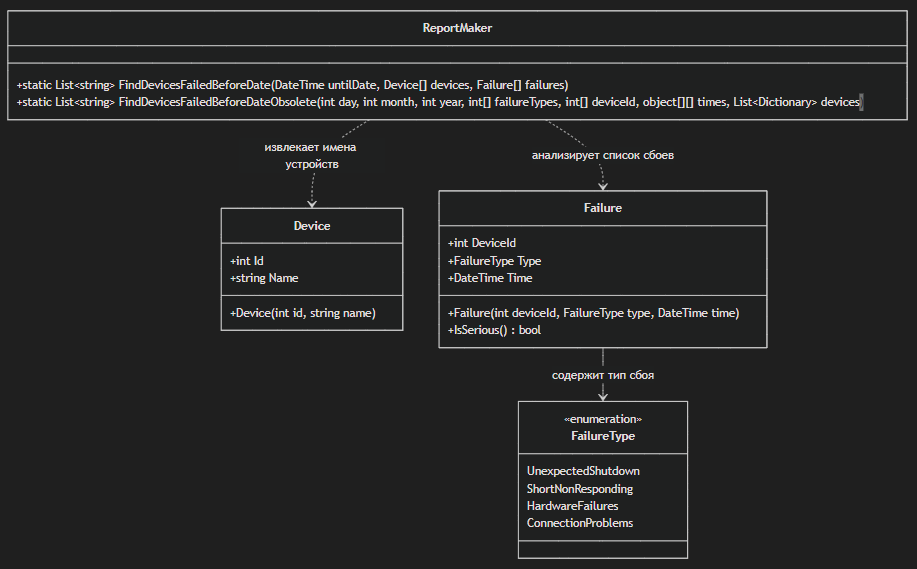 ReportMaker
+static List<string> FindDevicesFailedBeforeDate(DateTime untilDate, Device[] devices, Failure[] failures)
+static List<string> FindDevicesFailedBeforeDateObsolete(int day, int month, int year, int[] failureTypes, int[] deviceId, object[][] times, List<Dictionary> devices
извлекает имена
устройств
анализирует список сбоев
Device
+int Id
+string Name
+Device(int id, string name)
Failure
+int DeviceId
+FailureType Type
+DateTime Time
+Failure(int deviceId, FailureType type, DateTime time)
+IsSerious() : bool
содержит тип сбоя
«enumeration»
FailureType
UnexpectedShutdown
ShortNonResponding
HardwareFailures
ConnectionProblems